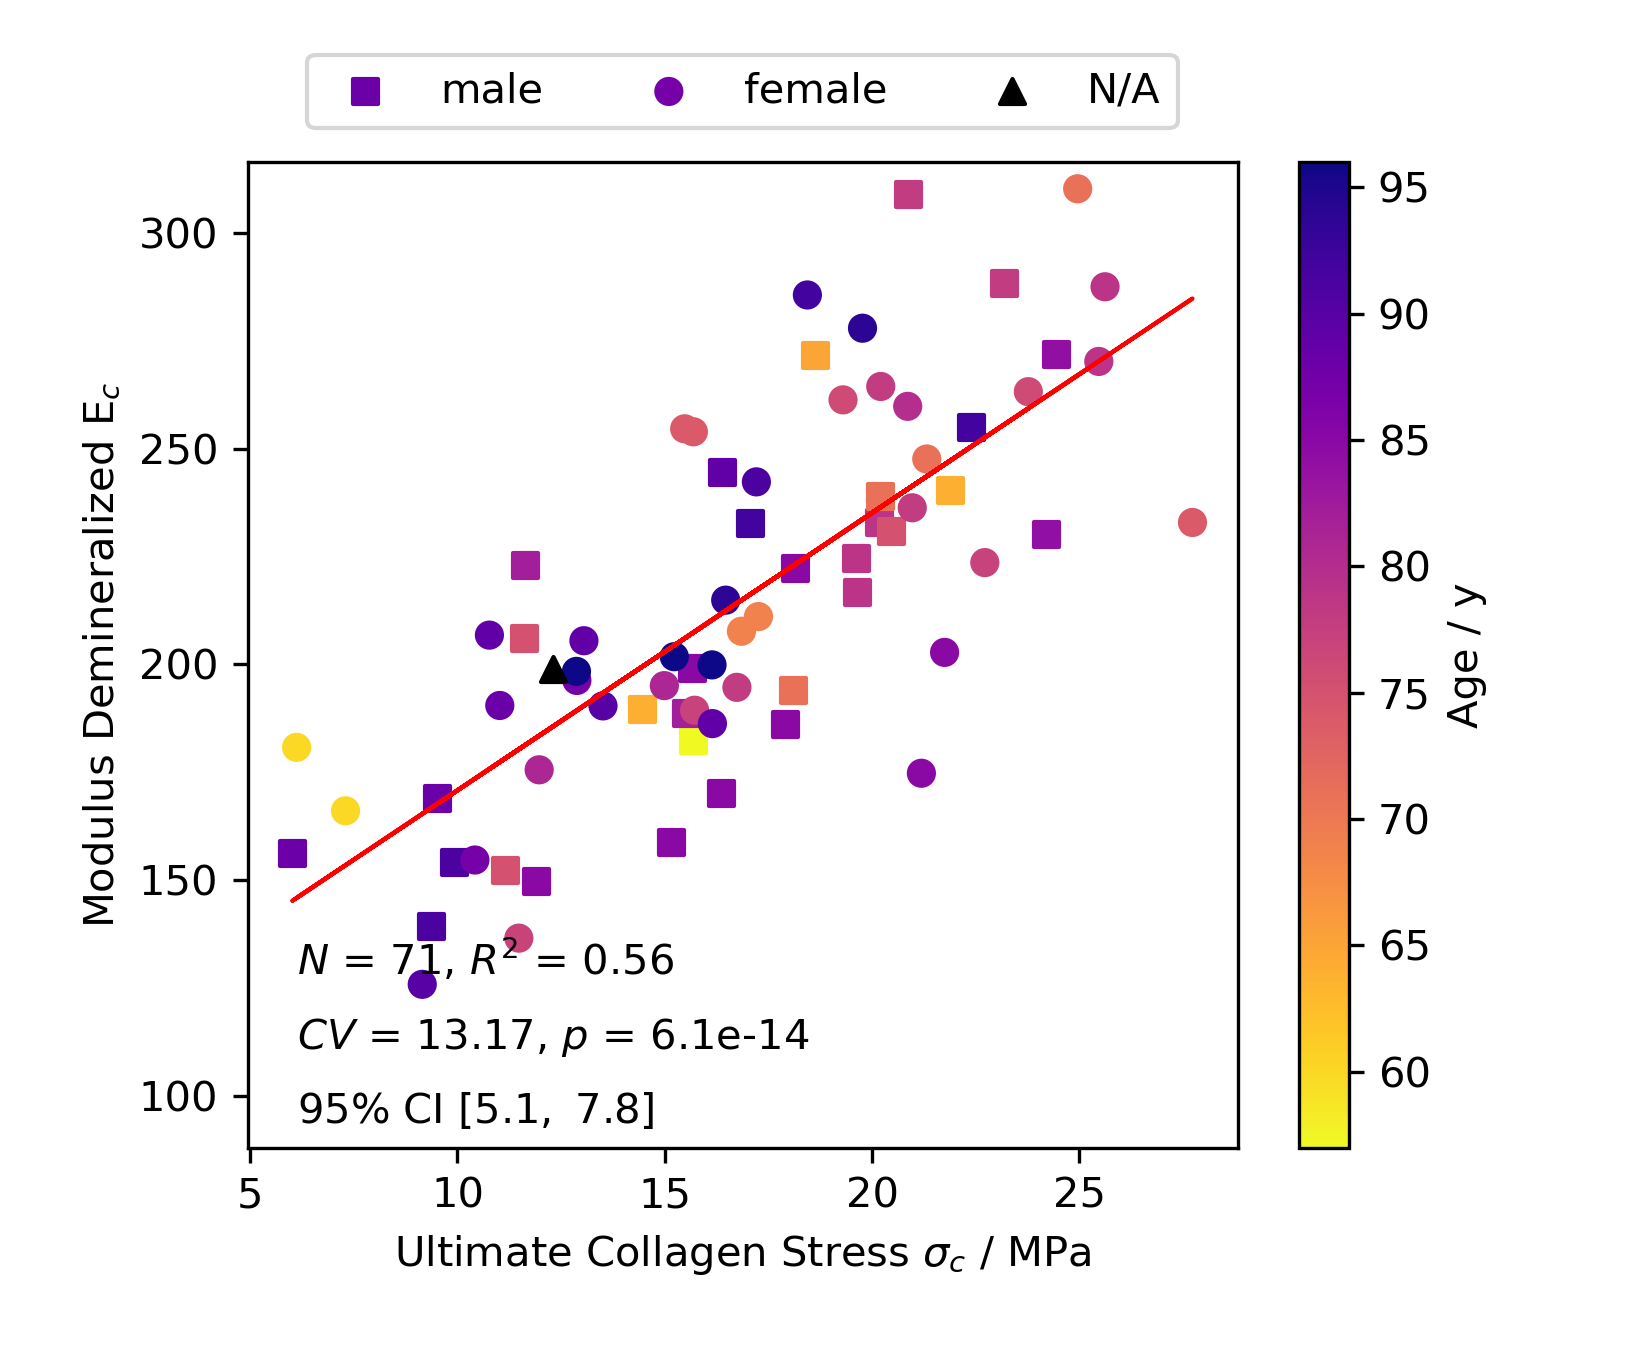 male female N/A
300
250
200
150
100
5 10 15 20 25
Modulus Demineralized E_c
Ultimate Collagen Stress σ_c / MPa
N = 71, R² = 0.56
CV = 13.17, p = 6.1e-14
95% CI [5.1, 7.8]
95
90
85
80
75
70
65
60
Age / y